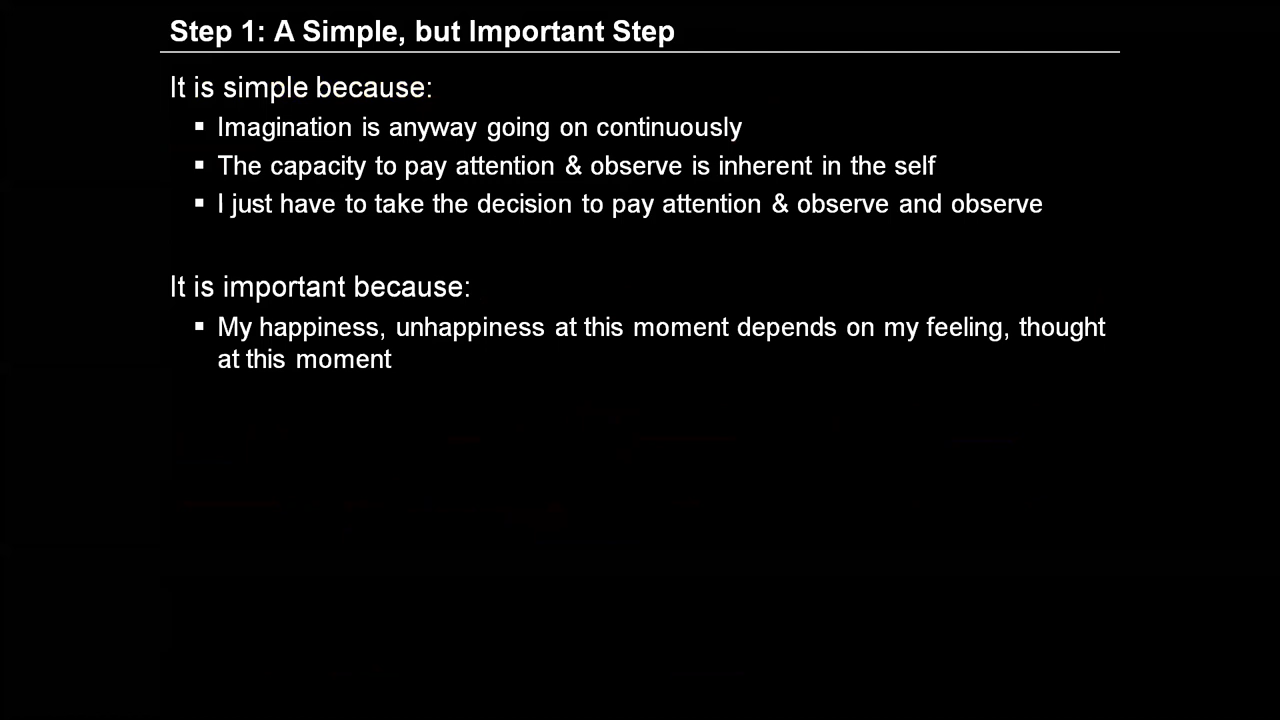 Step 1: A Simple, but Important Step
It is simple because:
▪ Imagination is anyway going on continuously
▪ The capacity to pay attention & observe is inherent in the self
▪ I just have to take the decision to pay attention & observe and observe
It is important because:
▪ My happiness, unhappiness at this moment depends on my feeling, thought
at this moment